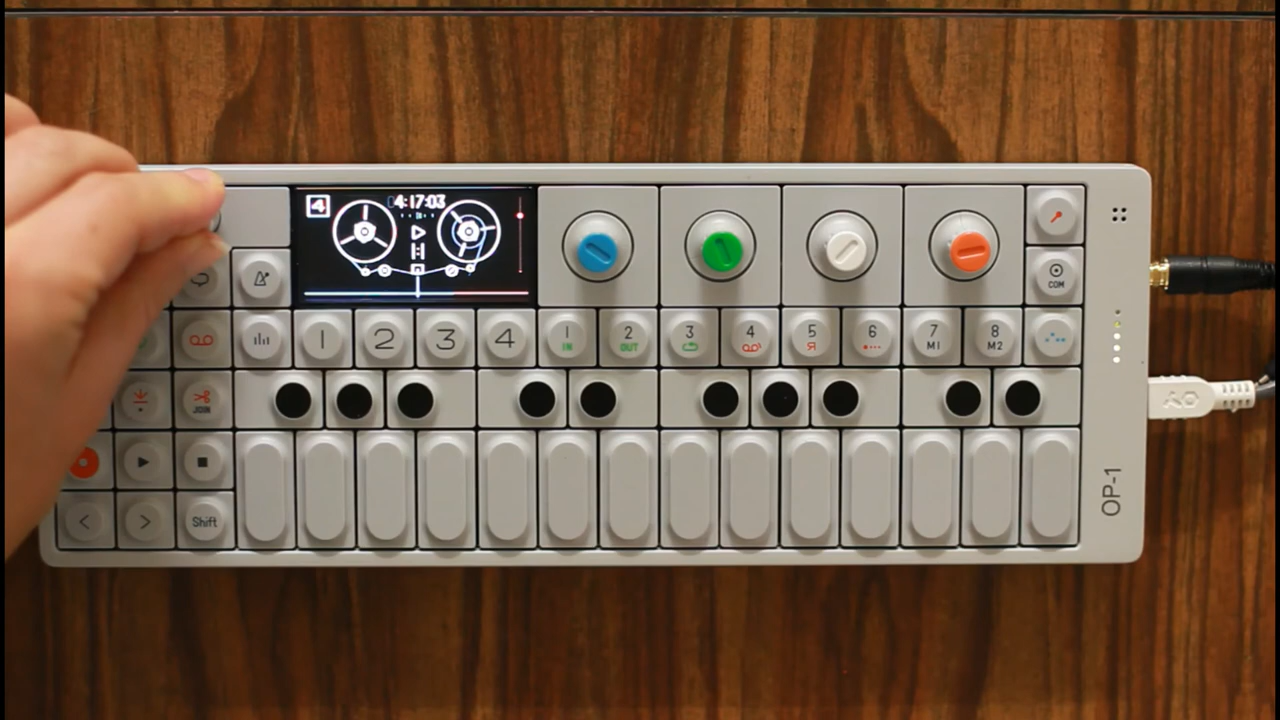 4
4:17:03
COM
1
2
3
4
1
IN
2
OUT
3
4
5
Я
6
7
M1
8
M2
JOIN
Shift
OP-1